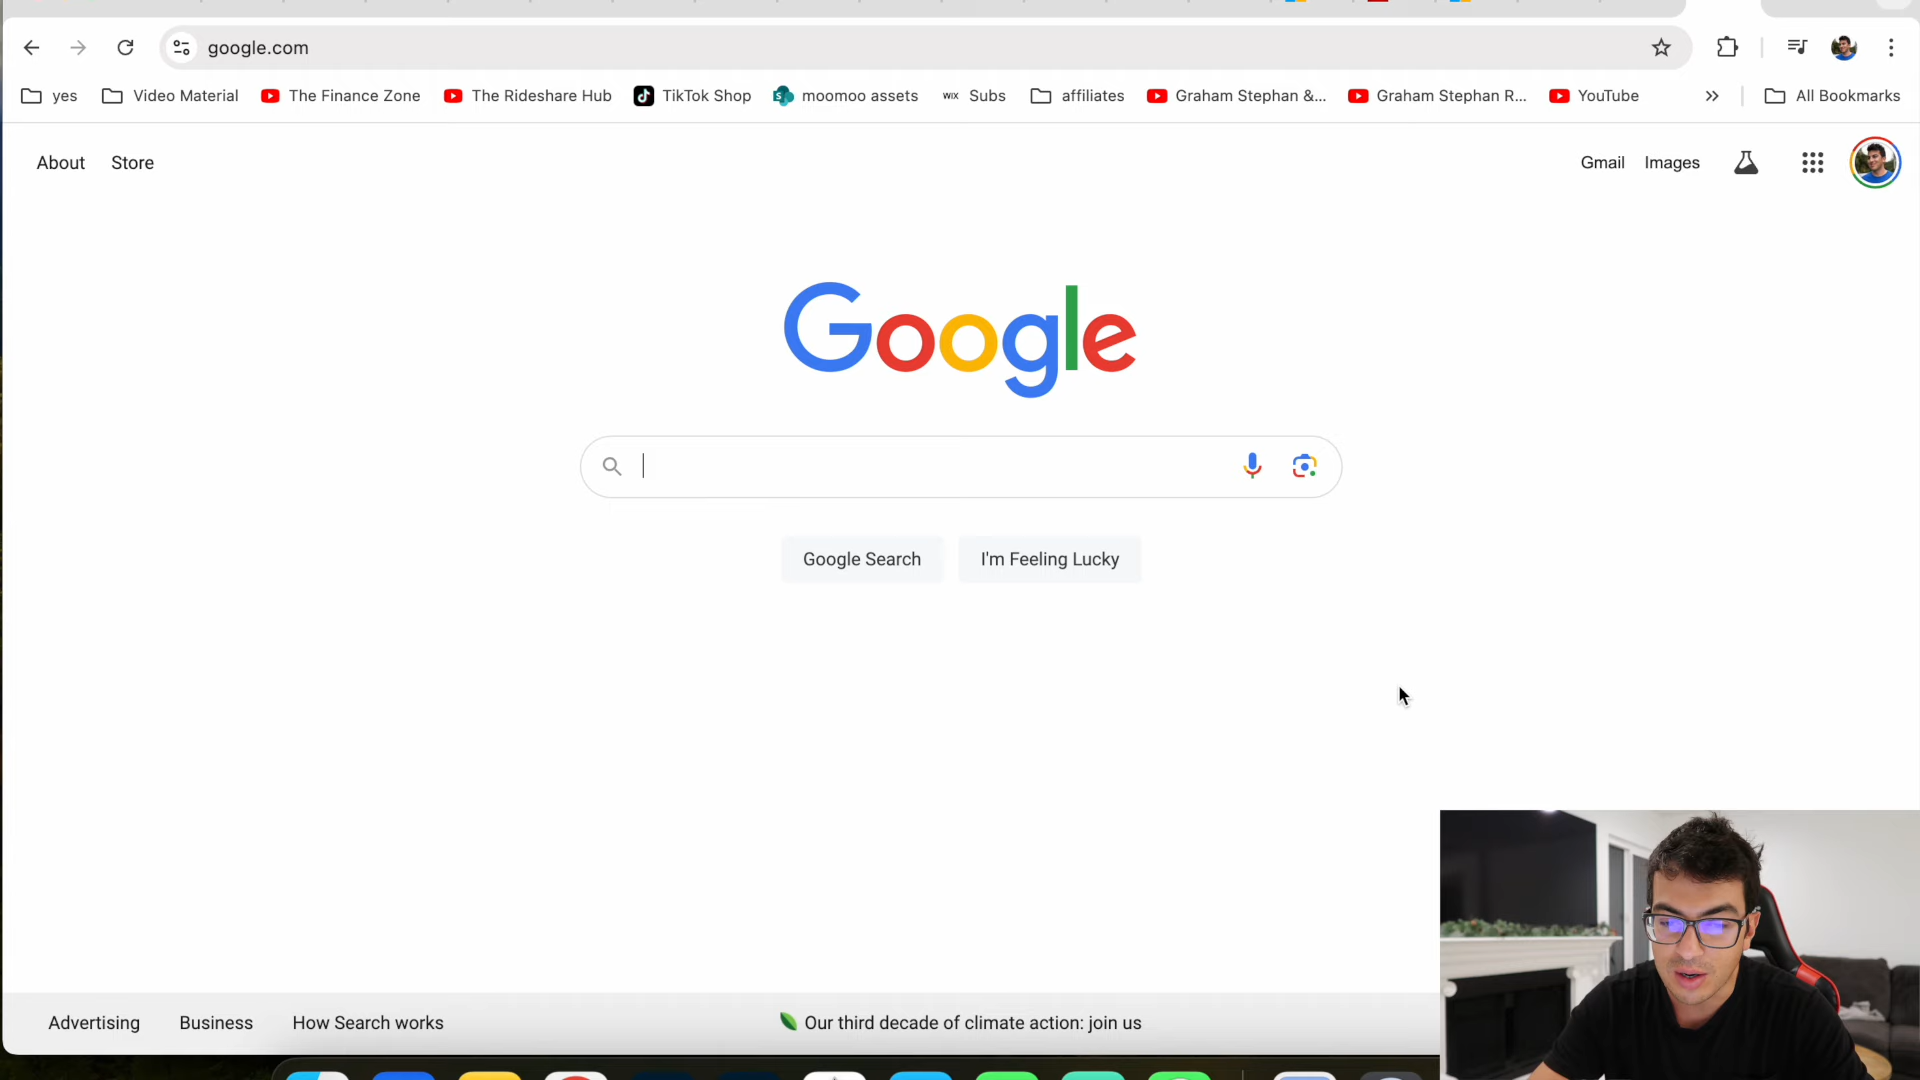 google.com
yes
Video Material
The Finance Zone
The Rideshare Hub
TikTok Shop
moomoo assets
WIX Subs
affiliates
Graham Stephan &...
Graham Stephan R...
YouTube
All Bookmarks
About
Store
Gmail
Images
Google
Google Search
I'm Feeling Lucky
Advertising
Business
How Search works
Our third decade of climate action: join us